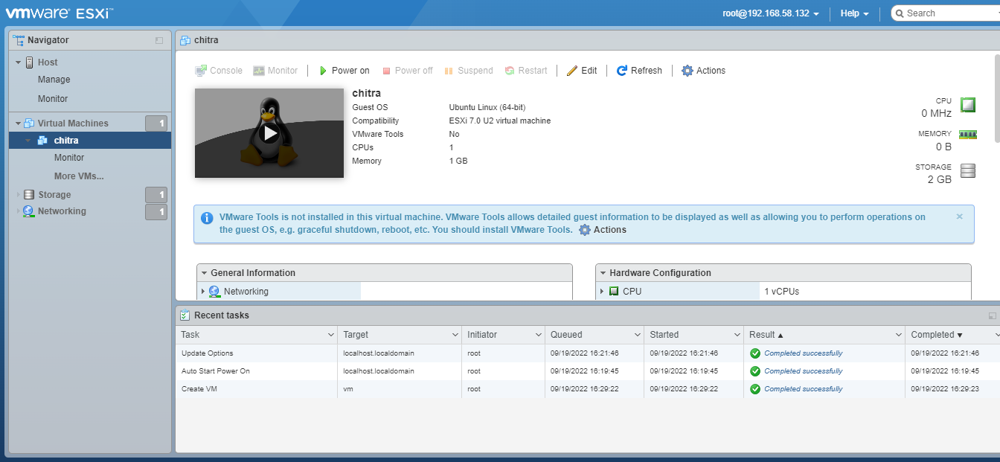 vmware ESXi™
root@192.168.58.132
Help
Search
Navigator
Host
Manage
Monitor
Virtual Machines 1
chitra
Monitor
More VMs...
Storage 1
Networking 1
chitra
Console Monitor Power on Power off Suspend Restart Edit Refresh Actions
chitra
Guest OS Ubuntu Linux (64-bit)
Compatibility ESXi 7.0 U2 virtual machine
VMware Tools No
CPUs 1
Memory 1 GB
CPU
0 MHz
MEMORY
0 B
STORAGE
2 GB
VMware Tools is not installed in this virtual machine. VMware Tools allows detailed guest information to be displayed as well as allowing you to perform operations on
the guest OS, e.g. graceful shutdown, reboot, etc. You should install VMware Tools. Actions
General Information
Networking
Hardware Configuration
CPU 1 vCPUs
Recent tasks
Task Target Initiator Queued Started Result Completed
Update Options localhost.localdomain root 09/19/2022 16:21:46 09/19/2022 16:21:46 Completed successfully 09/19/2022 16:21:46
Auto Start Power On localhost.localdomain root 09/19/2022 16:19:45 09/19/2022 16:19:45 Completed successfully 09/19/2022 16:19:45
Create VM vm root 09/19/2022 16:29:22 09/19/2022 16:29:22 Completed successfully 09/19/2022 16:29:23